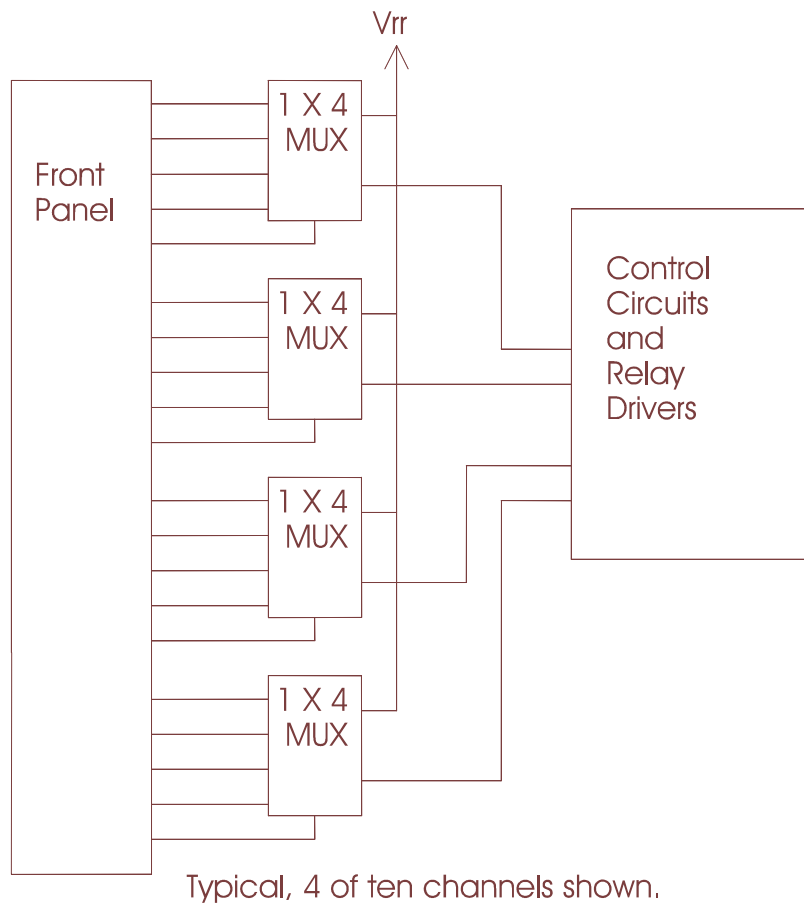 Vrr
Front
Panel
1 X 4
MUX
1 X 4
MUX
1 X 4
MUX
1 X 4
MUX
Control
Circuits
and
Relay
Drivers
Typical, 4 of ten channels shown.